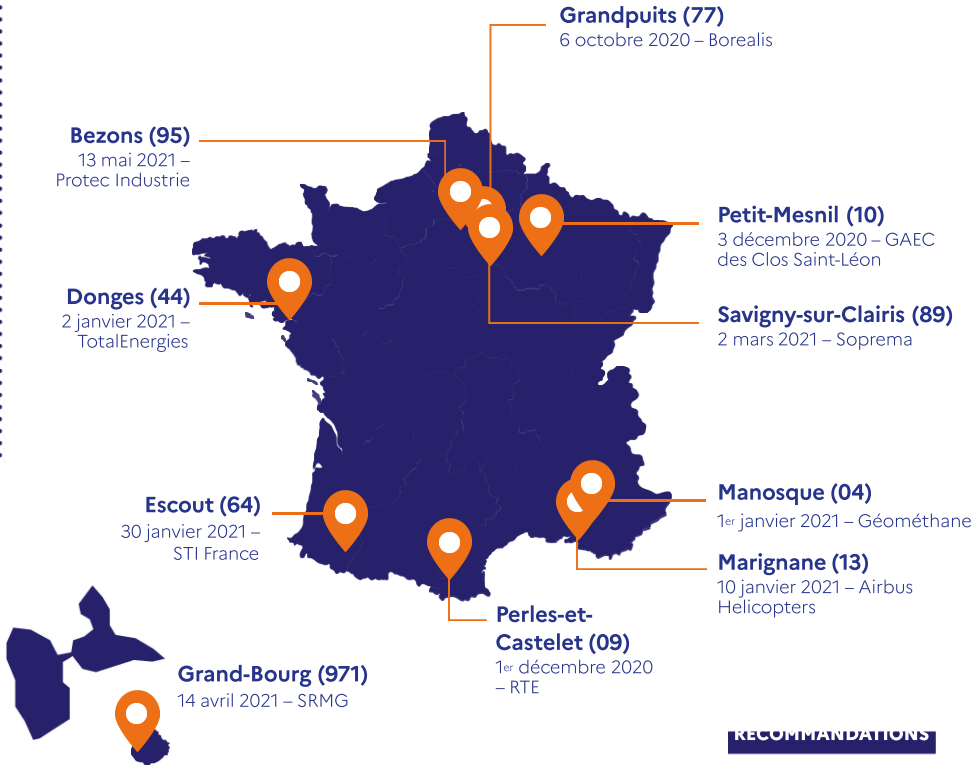 Grandpuits (77)
6 octobre 2020 – Borealis
Bezons (95)
13 mai 2021 –
Protec Industrie
Petit-Mesnil (10)
3 décembre 2020 – GAEC
des Clos Saint-Léon
Donges (44)
2 janvier 2021 –
TotalEnergies
Savigny-sur-Clairis (89)
2 mars 2021 – Soprema
Escout (64)
30 janvier 2021 –
STI France
Manosque (04)
1er janvier 2021 – Géométhane
Marignane (13)
10 janvier 2021 – Airbus
Helicopters
Perles-et-
Castelet (09)
1er décembre 2020
– RTE
Grand-Bourg (971)
14 avril 2021 – SRMG
RECOMMANDATIONS